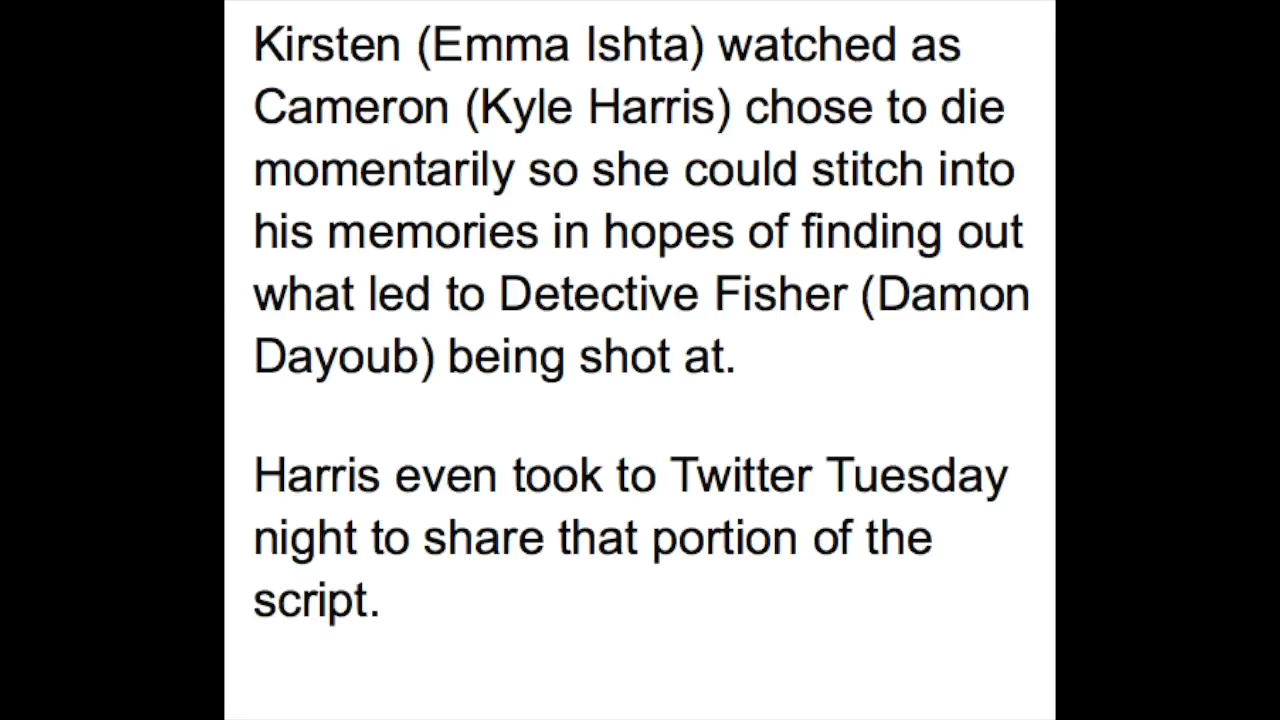 Kirsten (Emma Ishta) watched as
Cameron (Kyle Harris) chose to die
momentarily so she could stitch into
his memories in hopes of finding out
what led to Detective Fisher (Damon
Dayoub) being shot at.
Harris even took to Twitter Tuesday
night to share that portion of the
script.